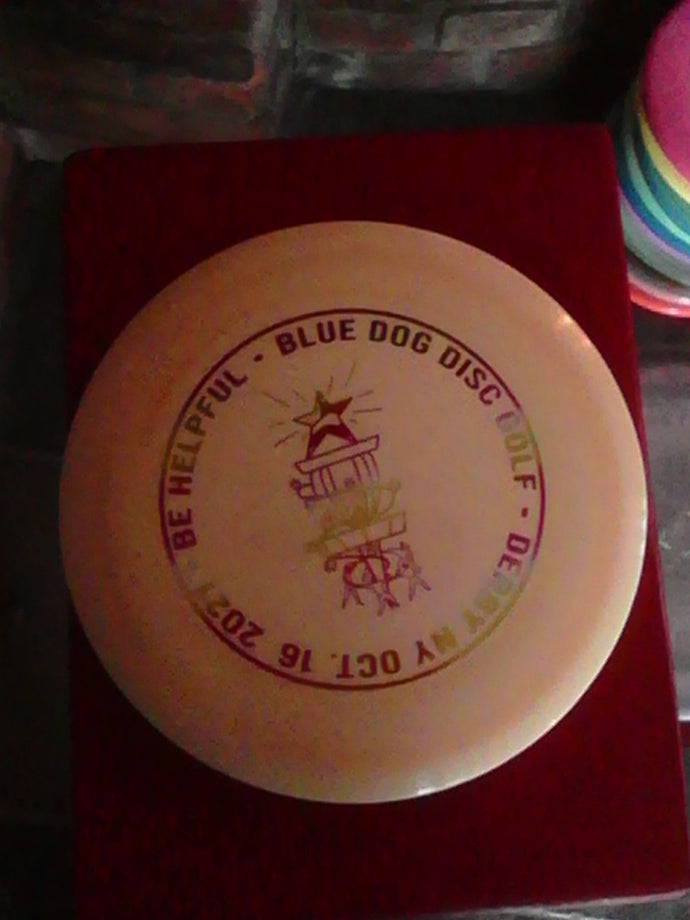 BE HELPFUL • BLUE DOG DISC GOLF • DERBY NY OCT. 16 2021 •